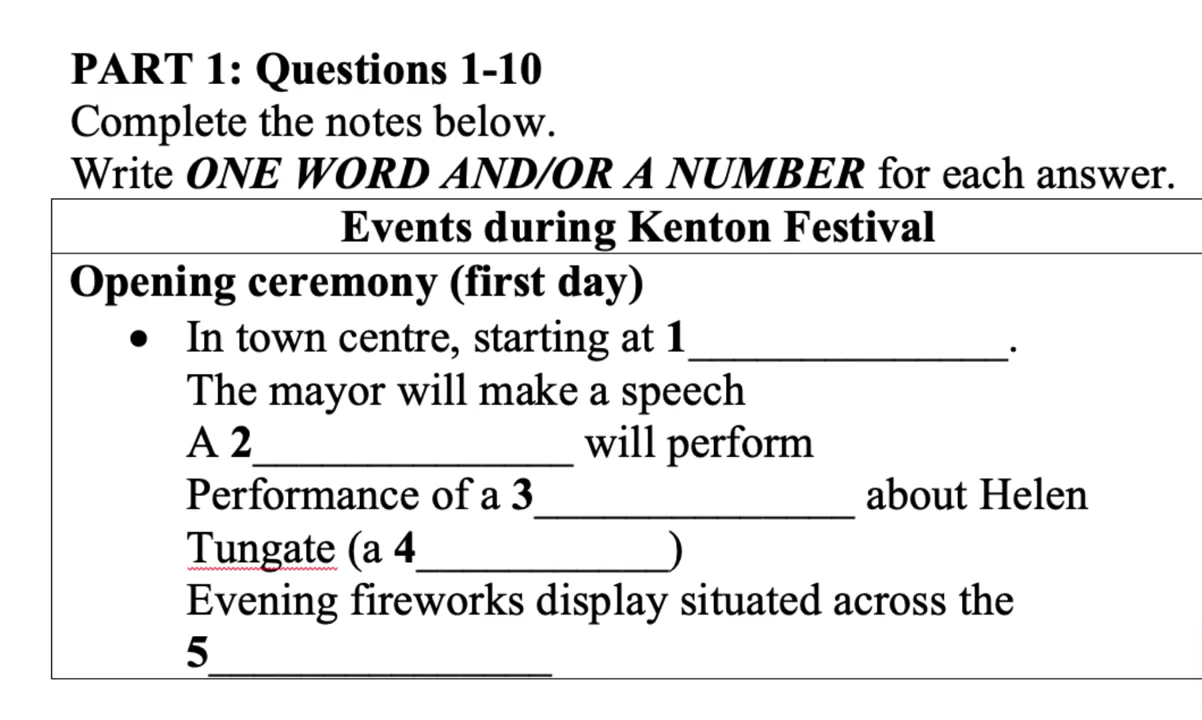 PART 1: Questions 1-10
Complete the notes below.
Write ONE WORD AND/OR A NUMBER for each answer.
Events during Kenton Festival
Opening ceremony (first day)
• In town centre, starting at 1_______________.
The mayor will make a speech
A 2_______________ will perform
Performance of a 3_______________ about Helen
Tungate (a 4____________)
Evening fireworks display situated across the
5________________